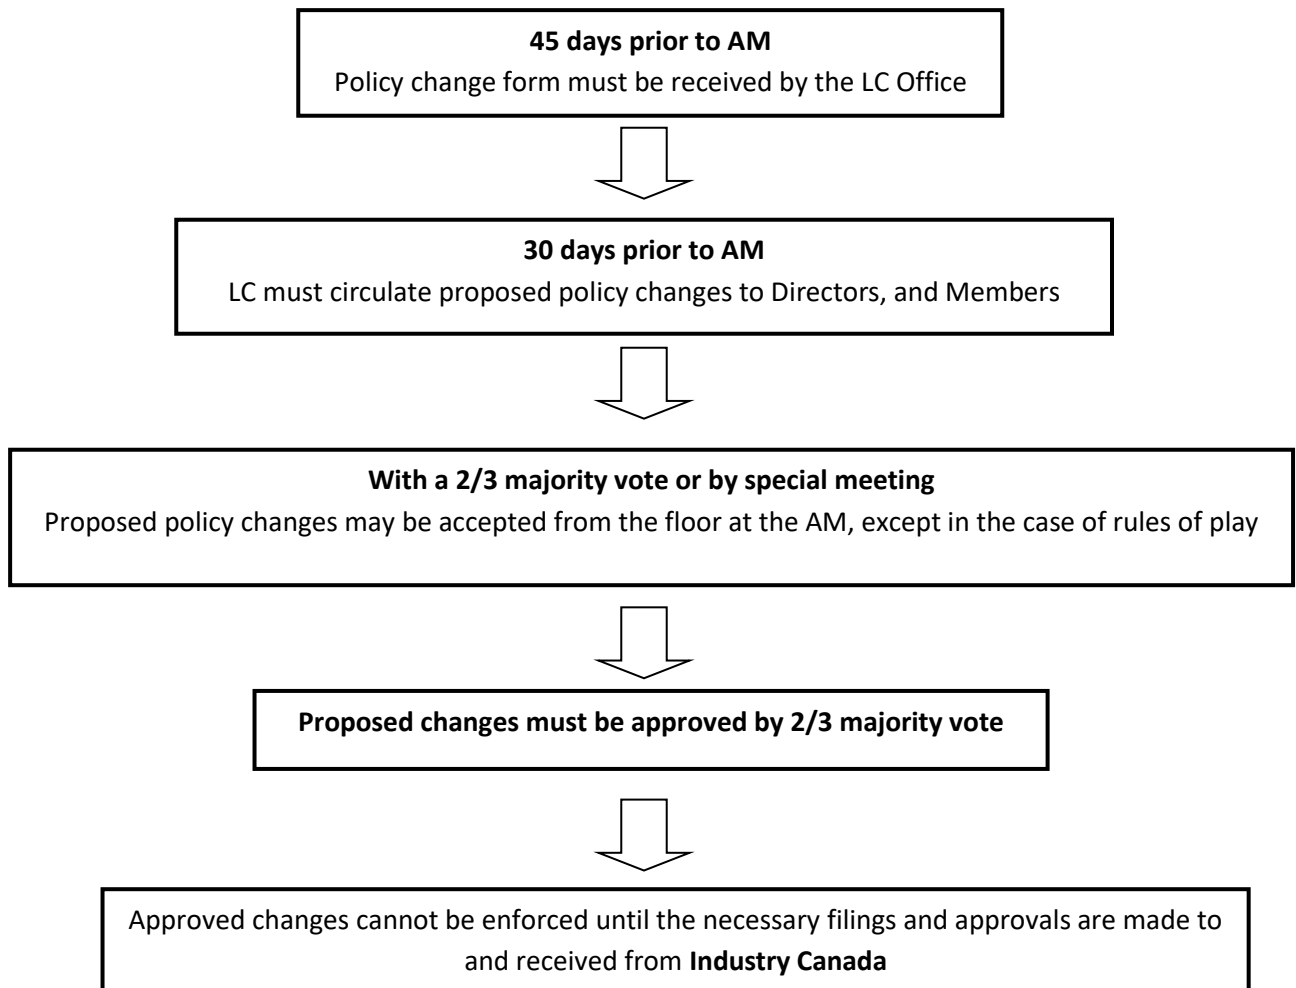 45 days prior to AM
Policy change form must be received by the LC Office
30 days prior to AM
LC must circulate proposed policy changes to Directors, and Members
With a 2/3 majority vote or by special meeting
Proposed policy changes may be accepted from the floor at the AM, except in the case of rules of play
Proposed changes must be approved by 2/3 majority vote
Approved changes cannot be enforced until the necessary filings and approvals are made to
and received from Industry Canada